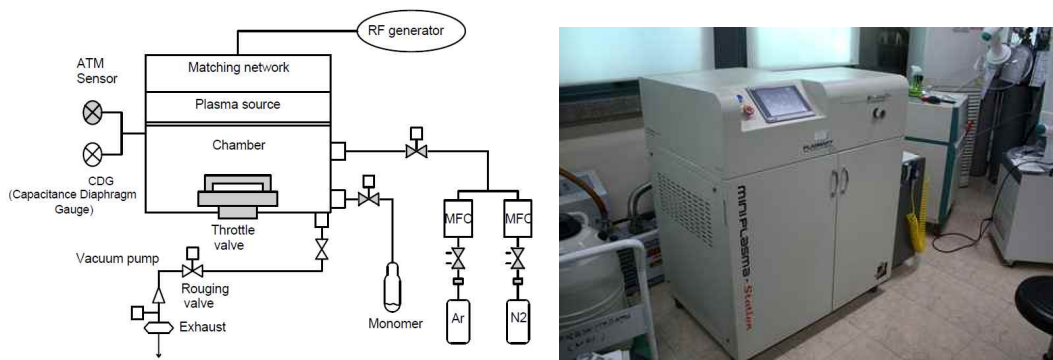 RF generator
ATM
Sensor
Matching network
Plasma source
Chamber
CDG
(Capacitance Diaphragm
Gauge)
Throttle
valve
MFC
MFC
Vacuum pump
Rouging
valve
Exhaust
Monomer
Ar
N2
PLASMART
MINIPLASMA - Station